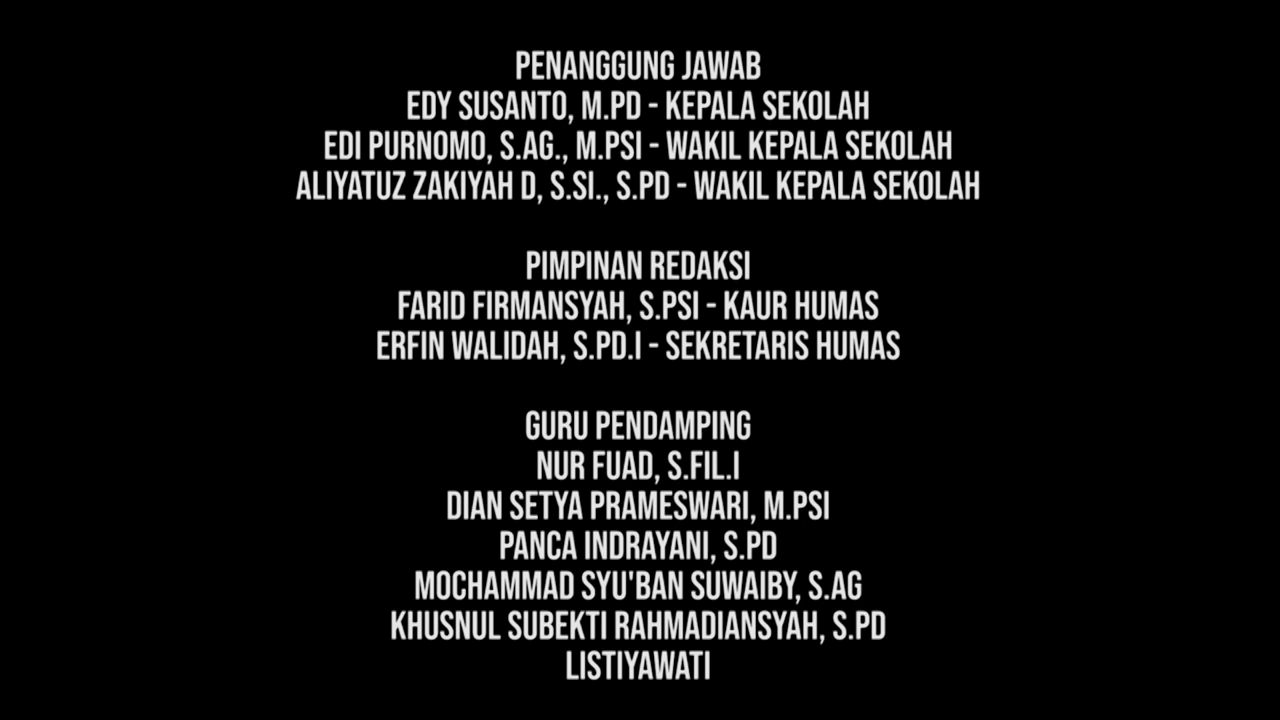 PENANGGUNG JAWAB
EDY SUSANTO, M.PD - KEPALA SEKOLAH
EDI PURNOMO, S.AG., M.PSI - WAKIL KEPALA SEKOLAH
ALIYATUZ ZAKIYAH D, S.SI., S.PD - WAKIL KEPALA SEKOLAH
PIMPINAN REDAKSI
FARID FIRMANSYAH, S.PSI - KAUR HUMAS
ERFIN WALIDAH, S.PD.I - SEKRETARIS HUMAS
GURU PENDAMPING
NUR FUAD, S.FIL.I
DIAN SETYA PRAMESWARI, M.PSI
PANCA INDRAYANI, S.PD
MOCHAMMAD SYU'BAN SUWAIBY, S.AG
KHUSNUL SUBEKTI RAHMADIANSYAH, S.PD
LISTIYAWATI